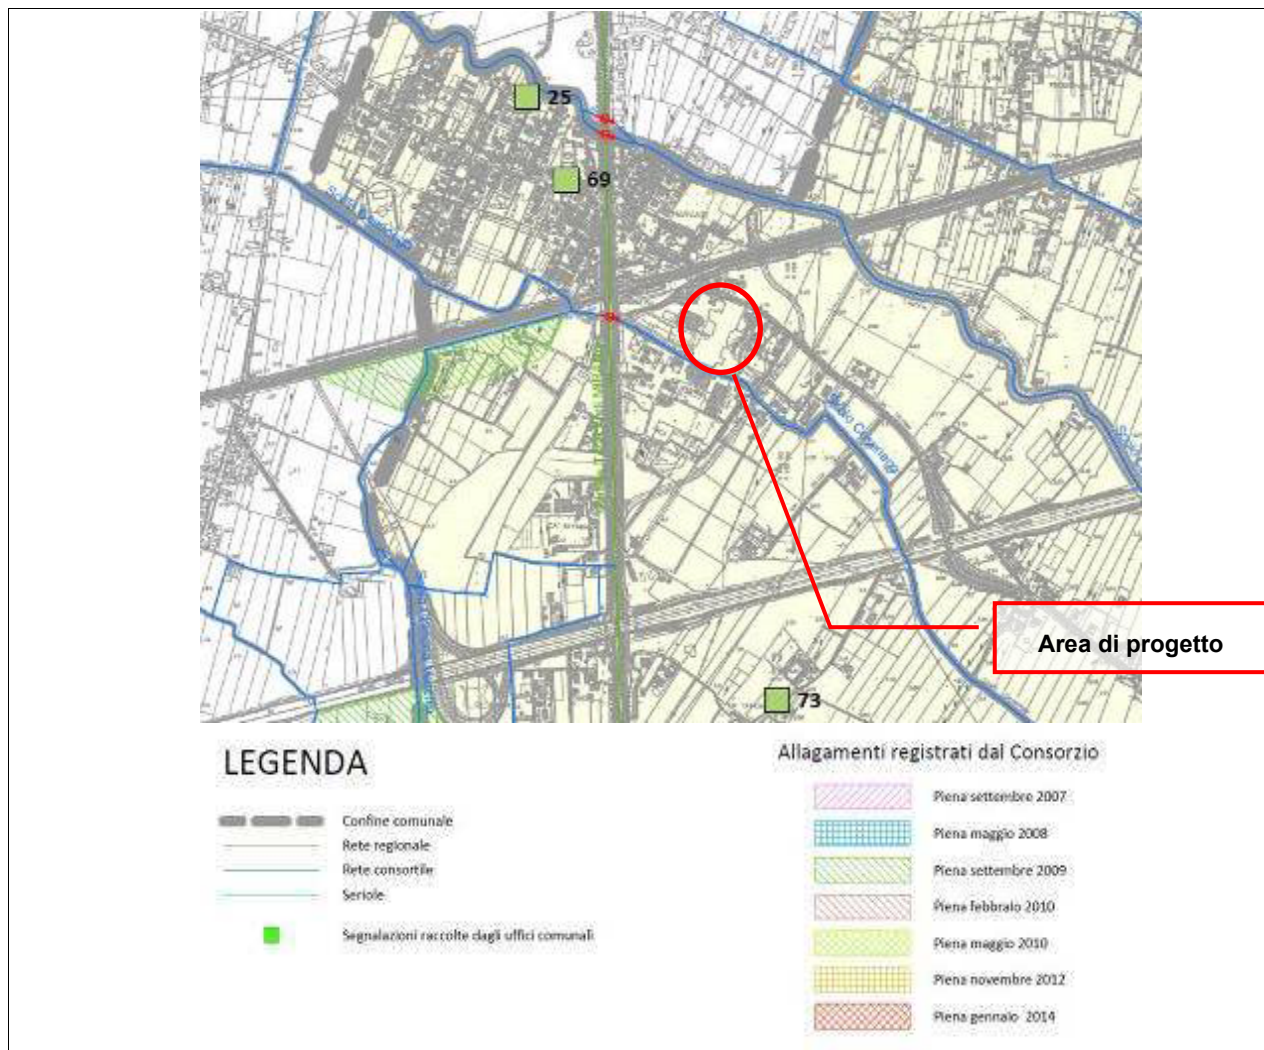 25
69
73
Area di progetto
LEGENDA
Confine comunale
Rete regionale
Rete consortile
Seriole
Segnalazioni raccolte dagli uffici comunali
Allagamenti registrati dal Consorzio
Piena settembre 2007
Piena maggio 2008
Piena settembre 2009
Piena febbraio 2010
Piena maggio 2010
Piena novembre 2012
Piena gennaio 2014